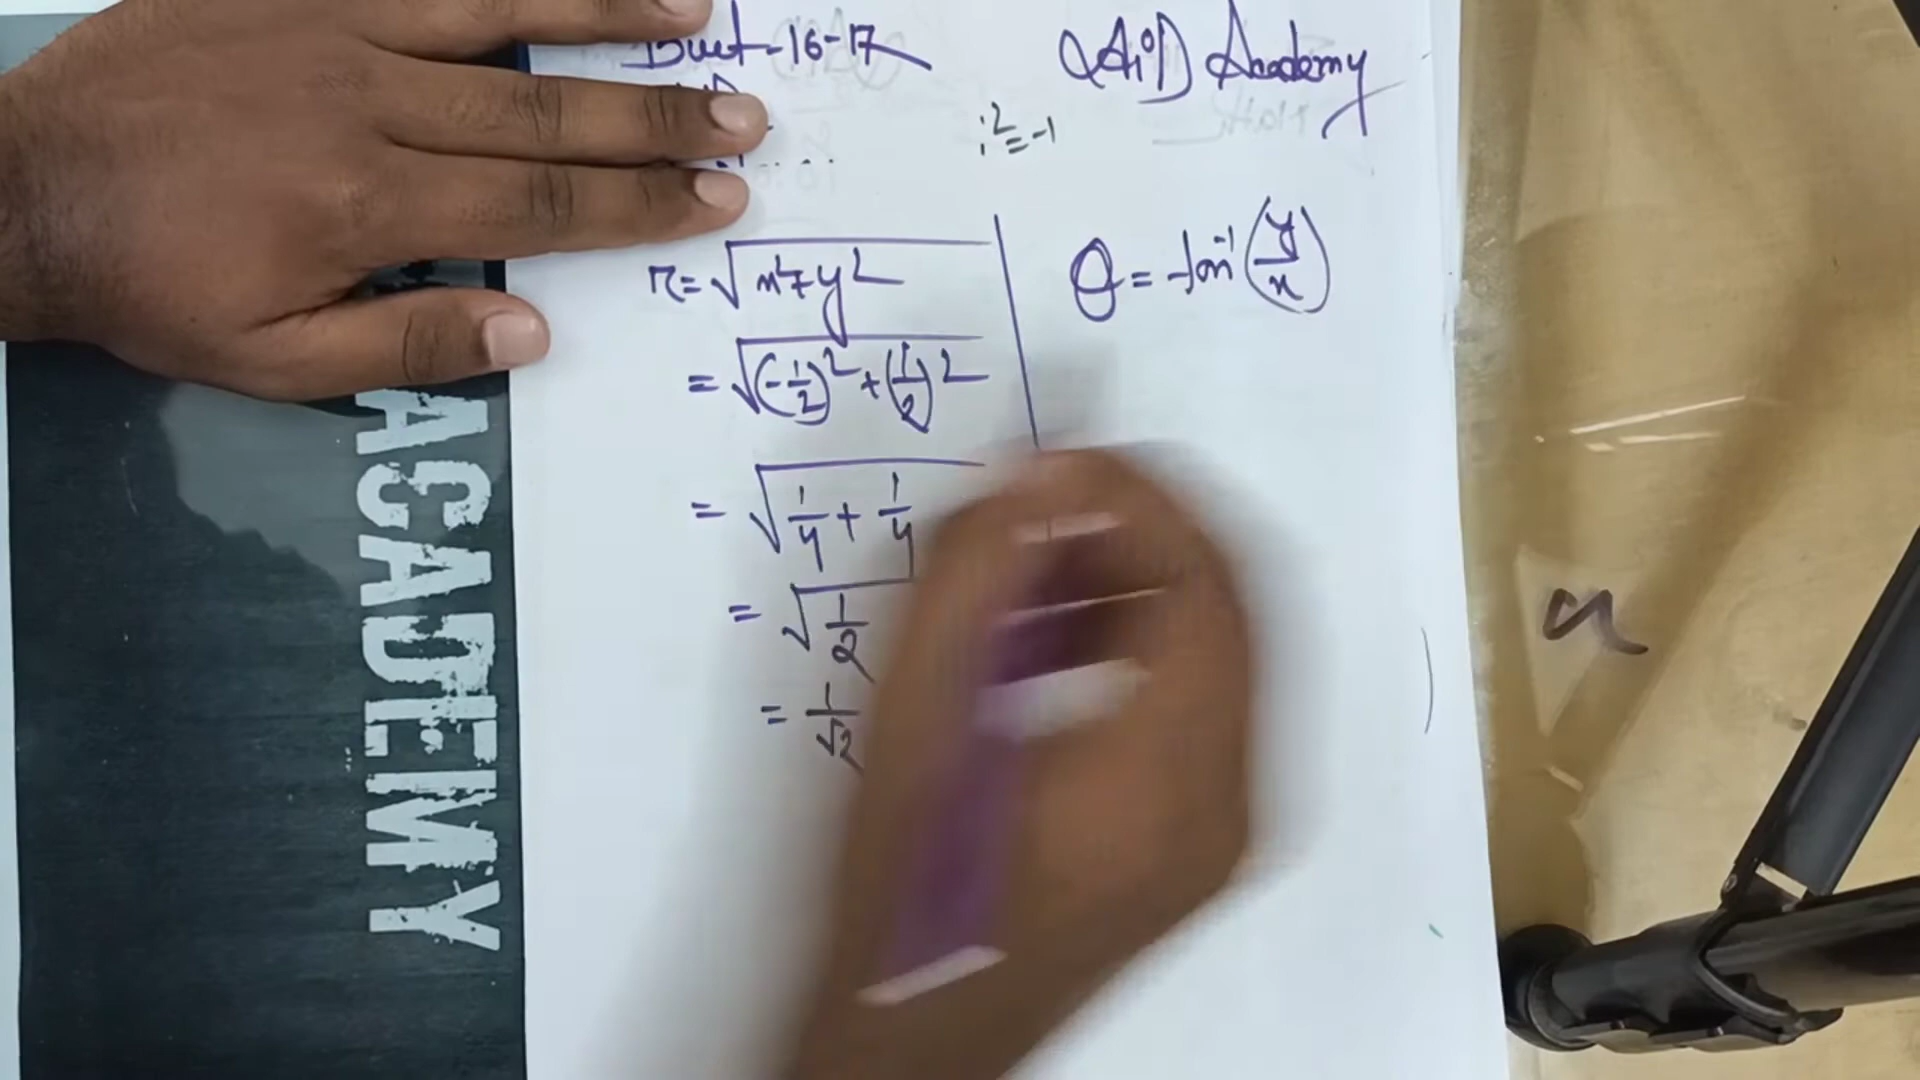 Buet-16-17
(AiD) Academy
i²=-1
r=√x²+y²
=√(-1/2)²+(1/2)²
=√1/4+1/4
=√1/2
=1/√2
θ=tan⁻¹(y/x)
ACADEMY